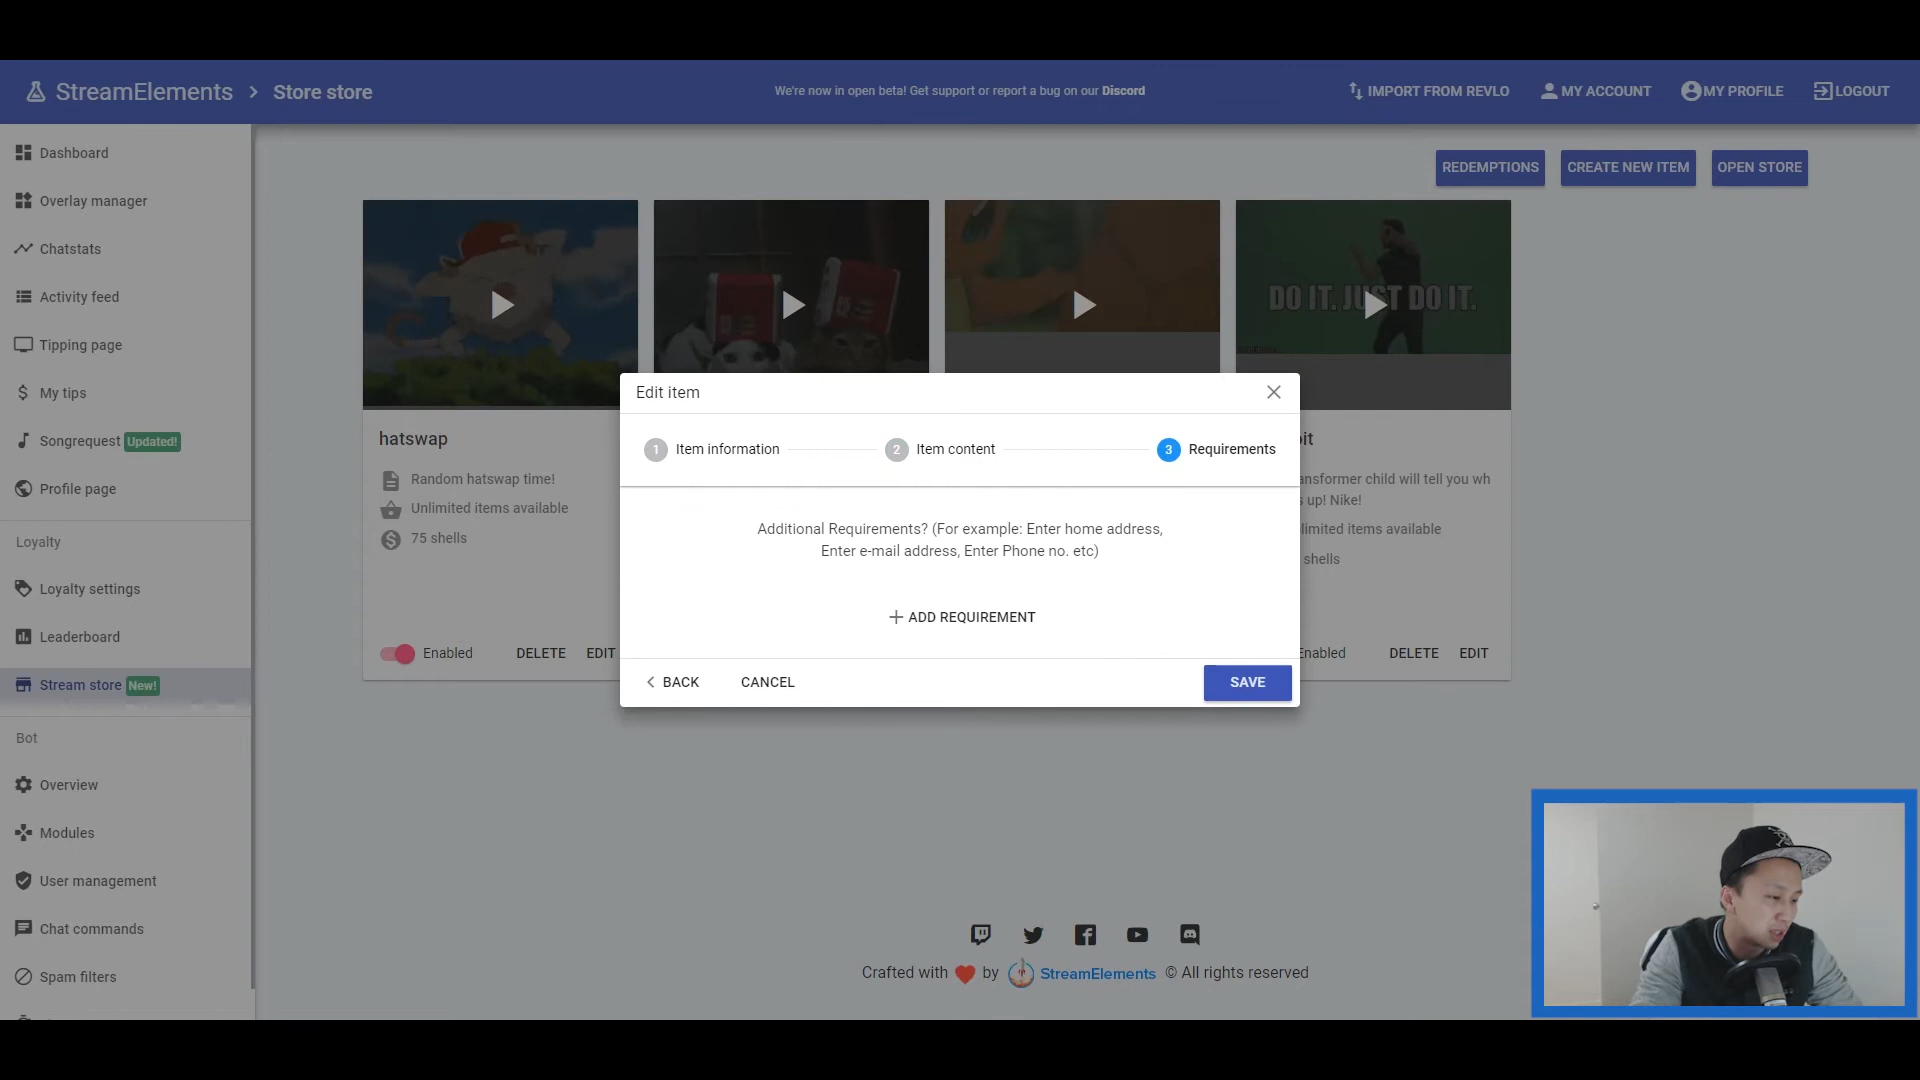 StreamElements > Store store
We're now in open beta! Get support or report a bug on our Discord
IMPORT FROM REVLO
MY ACCOUNT
MY PROFILE
LOGOUT
Dashboard
Overlay manager
Chatstats
Activity feed
Tipping page
My tips
Songrequest Updated!
Profile page
Loyalty
Loyalty settings
Leaderboard
Stream store New!
Bot
Overview
Modules
User management
Chat commands
Spam filters
REDEMPTIONS
CREATE NEW ITEM
OPEN STORE
DO IT. JUST DO IT.
hatswap
Random hatswap time!
Unlimited items available
75 shells
Enabled
DELETE
EDIT
Edit item
1 Item information
2 Item content
3 Requirements
Additional Requirements? (For example: Enter home address,
Enter e-mail address, Enter Phone no. etc)
+ ADD REQUIREMENT
< BACK
CANCEL
SAVE
oit
ansformer child will tell you wh
s up! Nike!
limited items available
shells
Enabled
DELETE
EDIT
Crafted with ❤ by StreamElements © All rights reserved